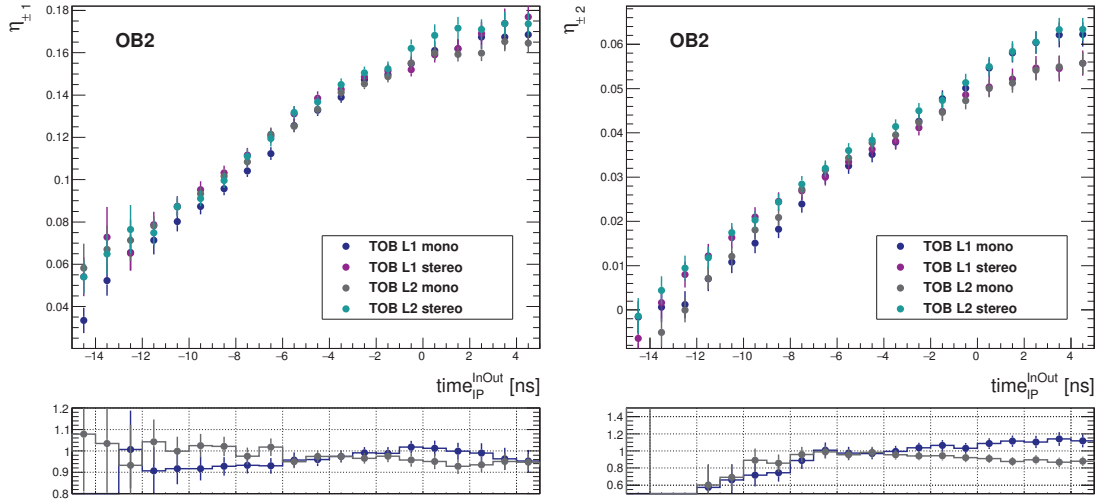 η±1
OB2
0.18
0.16
0.14
0.12
0.1
0.08
0.06
0.04
TOB L1 mono
TOB L1 stereo
TOB L2 mono
TOB L2 stereo
−14 −12 −10 −8 −6 −4 −2 0 2 4
time_IP^InOut [ns]
1.2
1.1
1
0.9
0.8
η±2
OB2
0.06
0.05
0.04
0.03
0.02
0.01
0
TOB L1 mono
TOB L1 stereo
TOB L2 mono
TOB L2 stereo
−14 −12 −10 −8 −6 −4 −2 0 2 4
time_IP^InOut [ns]
1.4
1.2
1
0.8
0.6